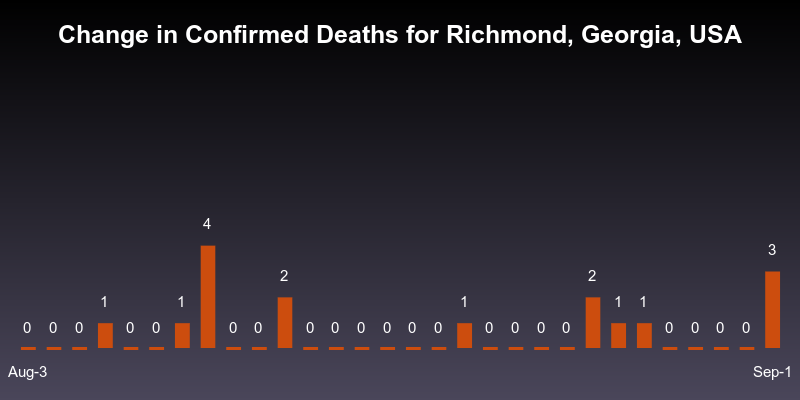 Change in Confirmed Deaths for Richmond, Georgia, USA
0 0 0 1 0 0 1 4 0 0 2 0 0 0 0 0 0 1 0 0 0 0 2 1 1 0 0 0 0 3
Aug-3 Sep-1